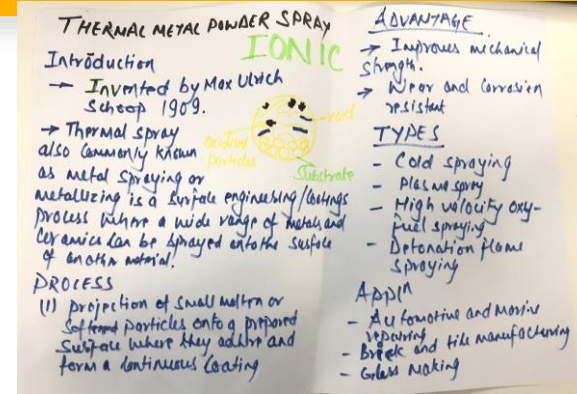 THERMAL METAL POWDER SPRAY
IONIC
Introduction
- Invented by Max Ulrich
Schoop 1909.
→ Thermal spray
also commonly known
as metal spraying or
metallizing is a surface engineering/coatings
process where a wide range of metals and
ceramics can be sprayed onto the surface
of another material.
void
oxidised
particles
Substrate
PROCESS
(1) projection of small molten or
softened particles onto a prepared
surface where they adhere and
form a continuous coating
ADVANTAGE
→ Improves mechanical
strength.
→ Wear and corrosion
resistant
TYPES
- Cold spraying
- Plasma spray
- High velocity oxy-
fuel spraying
- Detonation flame
spraying
Appln
- Automotive and marine
repairing
- Brick and tile manufacturing
- Glass making